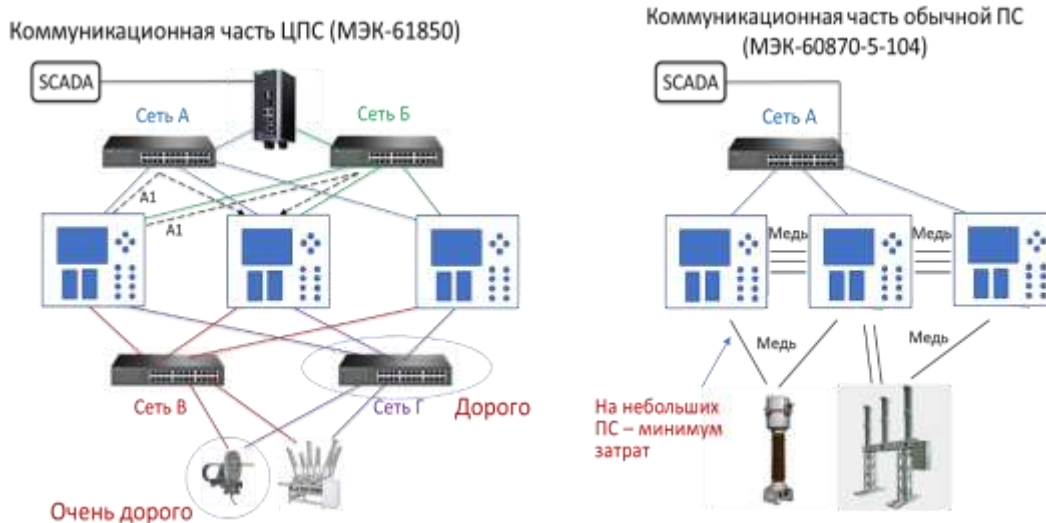 Коммуникационная часть ЦПС (МЭК-61850)
SCADA
Сеть А
Сеть Б
А1
А1
Сеть В
Сеть Г
Дорого
Очень дорого
Коммуникационная часть обычной ПС
(МЭК-60870-5-104)
SCADA
Сеть А
Медь
Медь
Медь
Медь
На небольших
ПС – минимум
затрат